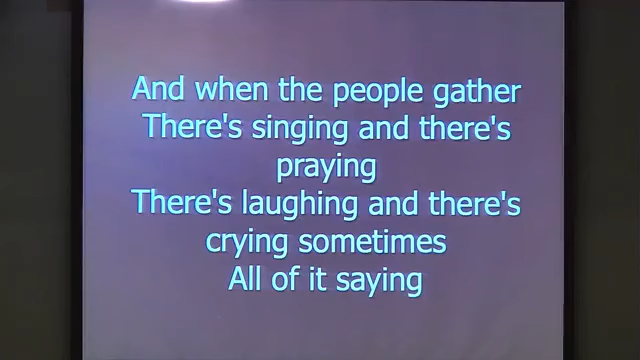 And when the people gather
There's singing and there's
praying
There's laughing and there's
crying sometimes
All of it saying